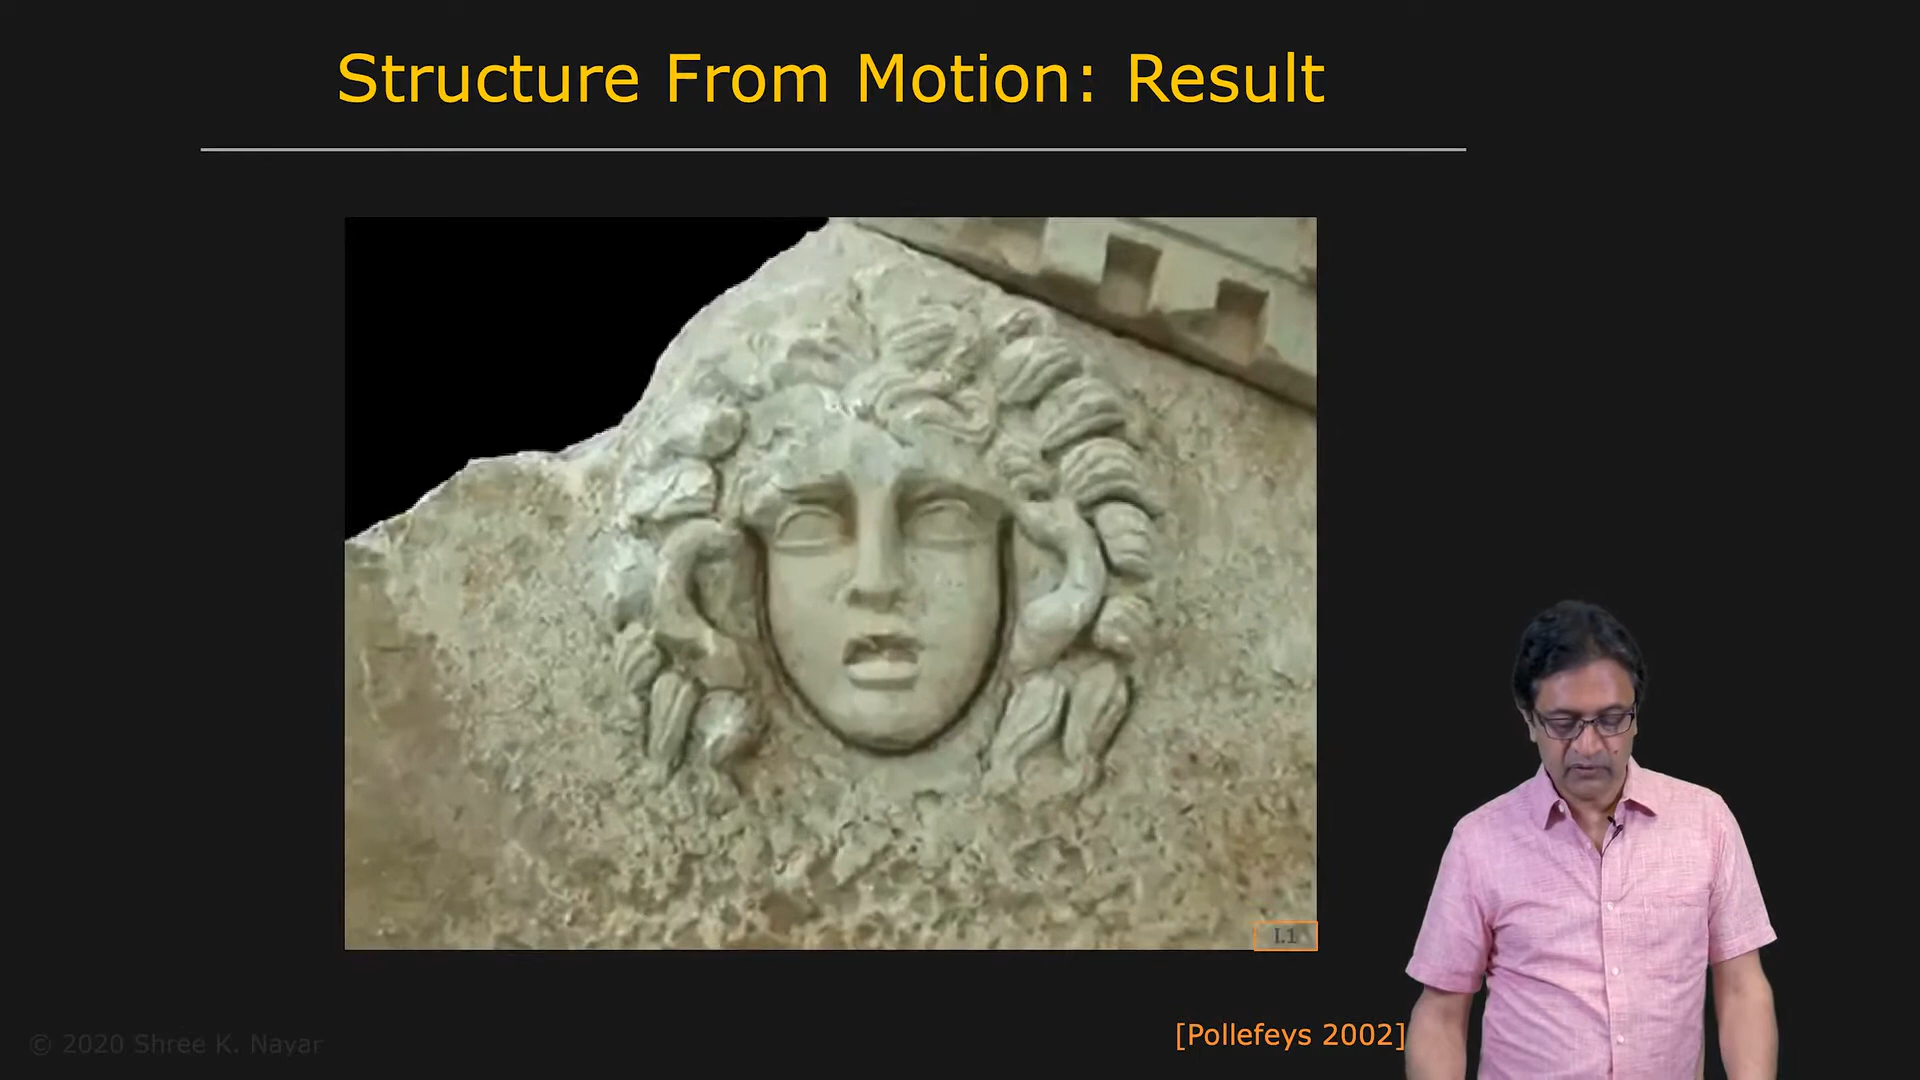 Structure From Motion: Result
I.1
[Pollefeys 2002]
© 2020 Shree K. Nayar